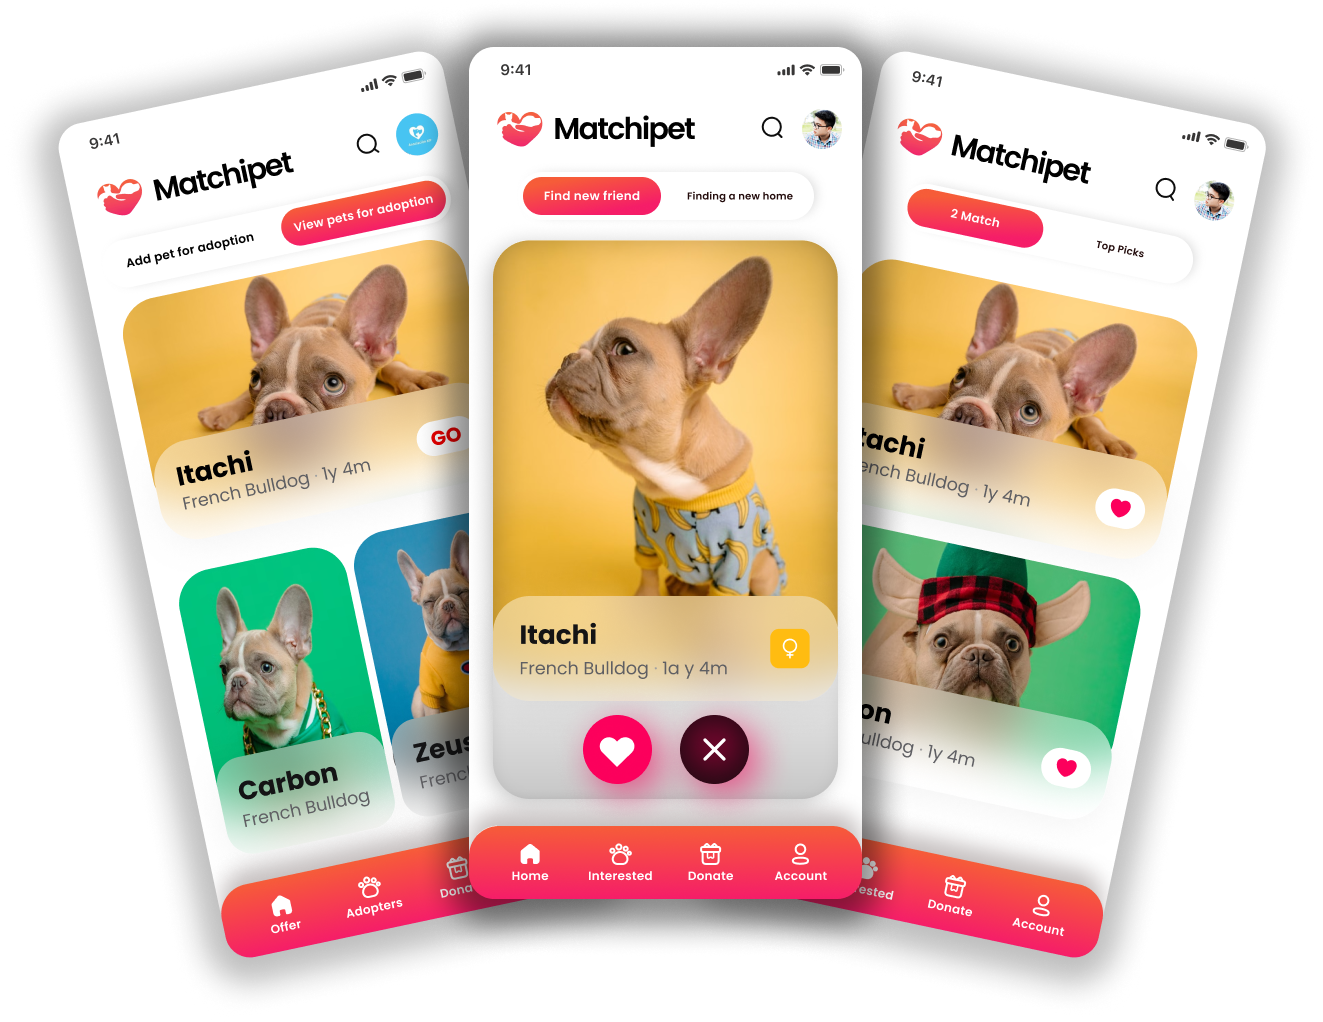 9:41
Matchipet
Add pet for adoption
View pets for adoption
Itachi
French Bulldog · 1y 4m
GO
Carbon
French Bulldog
Zeus
Frenc
Offer
Adopters
Dona
9:41
Matchipet
Find new friend
Finding a new home
Itachi
French Bulldog · 1a y 4m
Home
Interested
Donate
Account
9:41
Matchipet
2 Match
Top Picks
tachi
ench Bulldog · 1y 4m
on
ulldog · 1y 4m
ested
Donate
Account